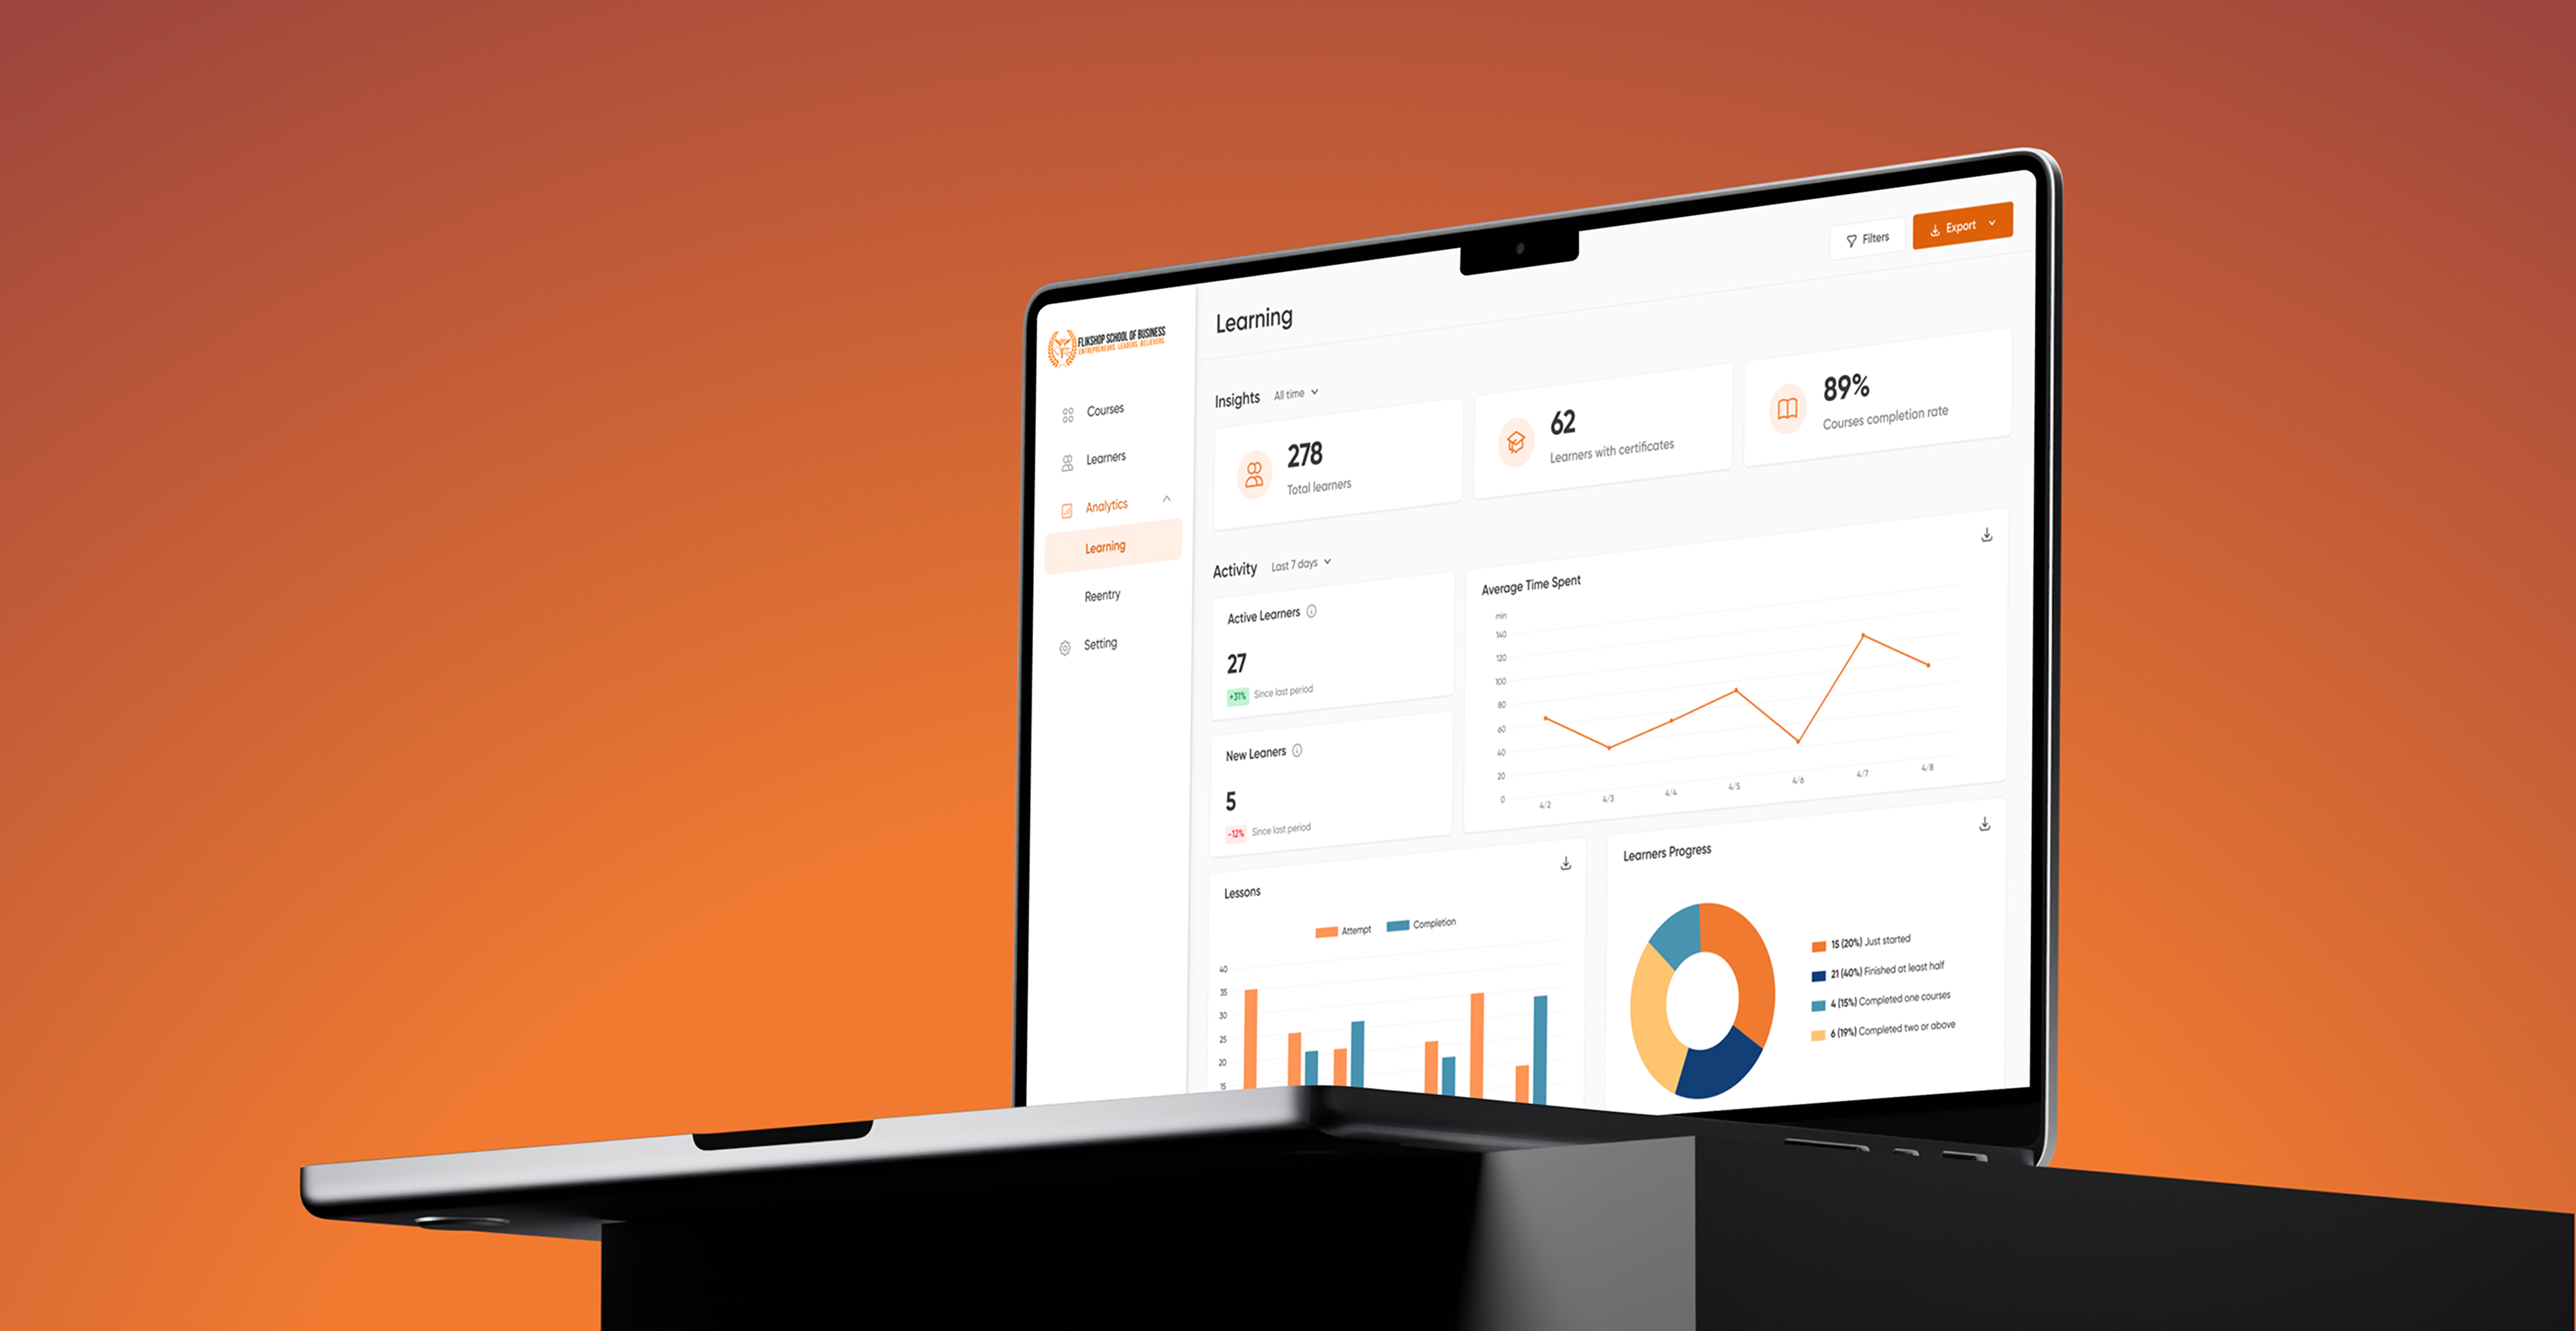 FLIKSHOP SCHOOL OF BUSINESS
ENTREPRENEURS. LEADERS. BELIEVERS.
Courses
Learners
Analytics
Learning
Reentry
Setting
Learning
Filters
Export
Insights All time
278
Total learners
62
Learners with certificates
89%
Courses completion rate
Activity Last 7 days
Active Learners
27
+31% Since last period
New Leaners
5
-12% Since last period
Average Time Spent
min
140
120
100
80
60
40
20
0
4/2 4/3 4/4 4/5 4/6 4/7 4/8
Lessons
Attempt Completion
40
35
30
25
20
15
Learners Progress
15 (20%) Just started
21 (40%) Finished at least half
4 (15%) Completed one courses
6 (19%) Completed two or above